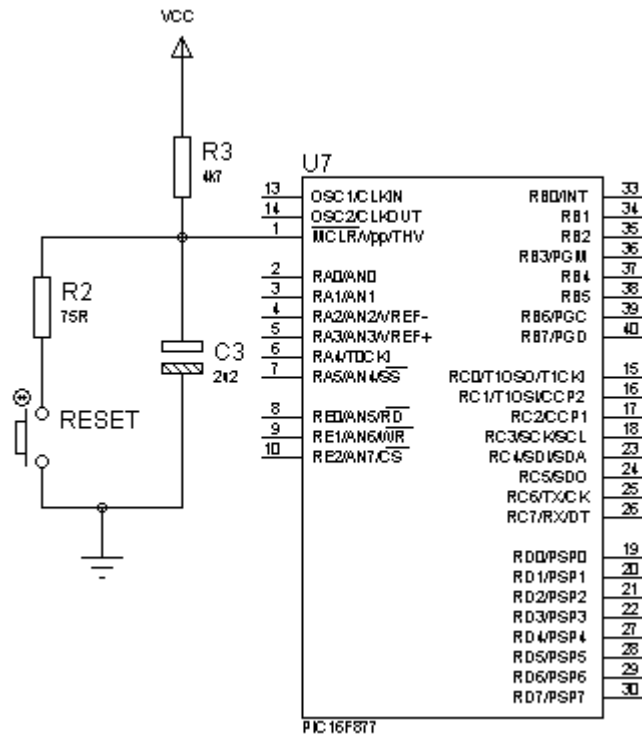 VCC
R3
4k7
U7
13 OSC1/CLKIN RB0/INT 33
14 OSC2/CLKOUT RB1 34
1 MCLR/Vpp/THV RB2 35
RB3/PGM 36
2 RA0/AN0 RB4 37
3 RA1/AN1 RB5 38
4 RA2/AN2/VREF- RB6/PGC 39
5 RA3/AN3/VREF+ RB7/PGD 40
6 RA4/T0CKI
7 RA5/AN4/SS RC0/T1OSO/T1CKI 15
RC1/T1OSI/CCP2 16
8 RE0/AN5/RD RC2/CCP1 17
9 RE1/AN6/WR RC3/SCK/SCL 18
10 RE2/AN7/CS RC4/SDI/SDA 23
RC5/SDO 24
RC6/TX/CK 25
RC7/RX/DT 26
RD0/PSP0 19
RD1/PSP1 20
RD2/PSP2 21
RD3/PSP3 22
RD4/PSP4 27
RD5/PSP5 28
RD6/PSP6 29
RD7/PSP7 30
PIC16F877
R2
75R
C3
2u2
RESET